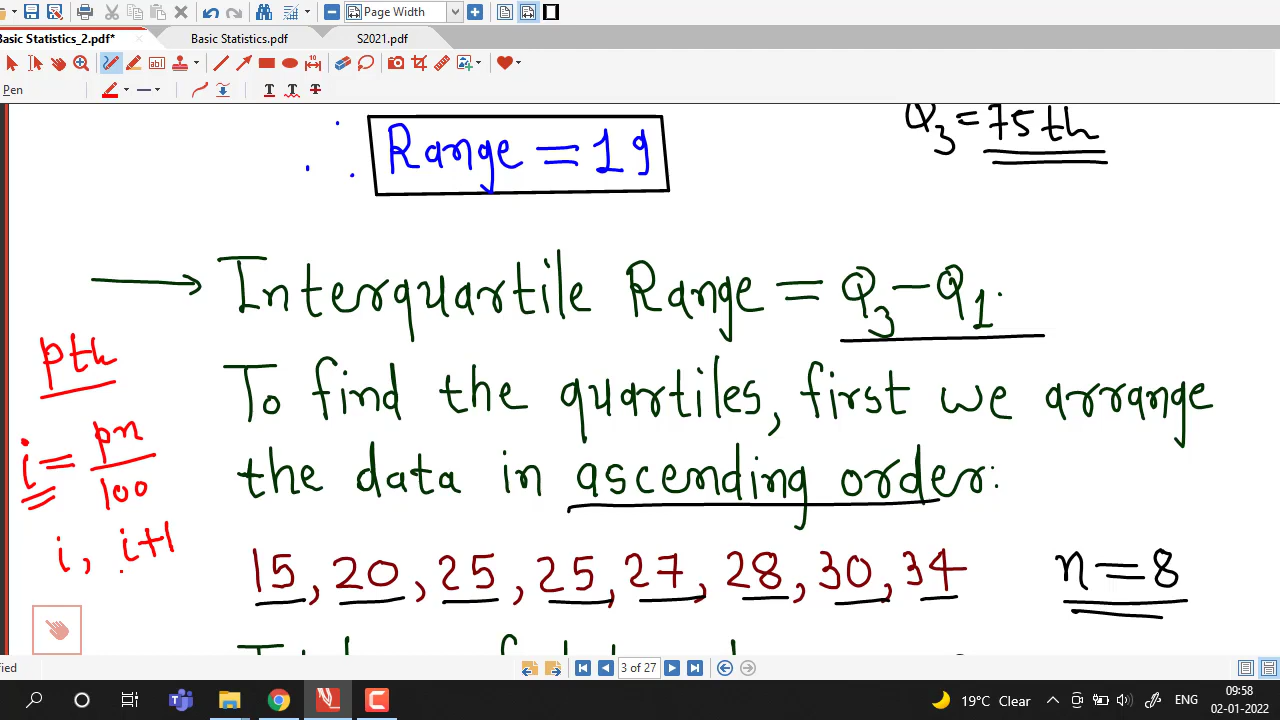 Page Width
Basic Statistics_2.pdf*
Basic Statistics.pdf
S2021.pdf
Pen
Q3 = 75th
∴ Range = 19
→ Interquartile Range = Q3 - Q1.
pth
To find the quartiles, first we arrange
i = pn/100
the data in ascending order:
i, i+1
15, 20, 25, 25, 27, 28, 30, 34
n = 8
3 of 27
19°C Clear
ENG
09:58
02-01-2022